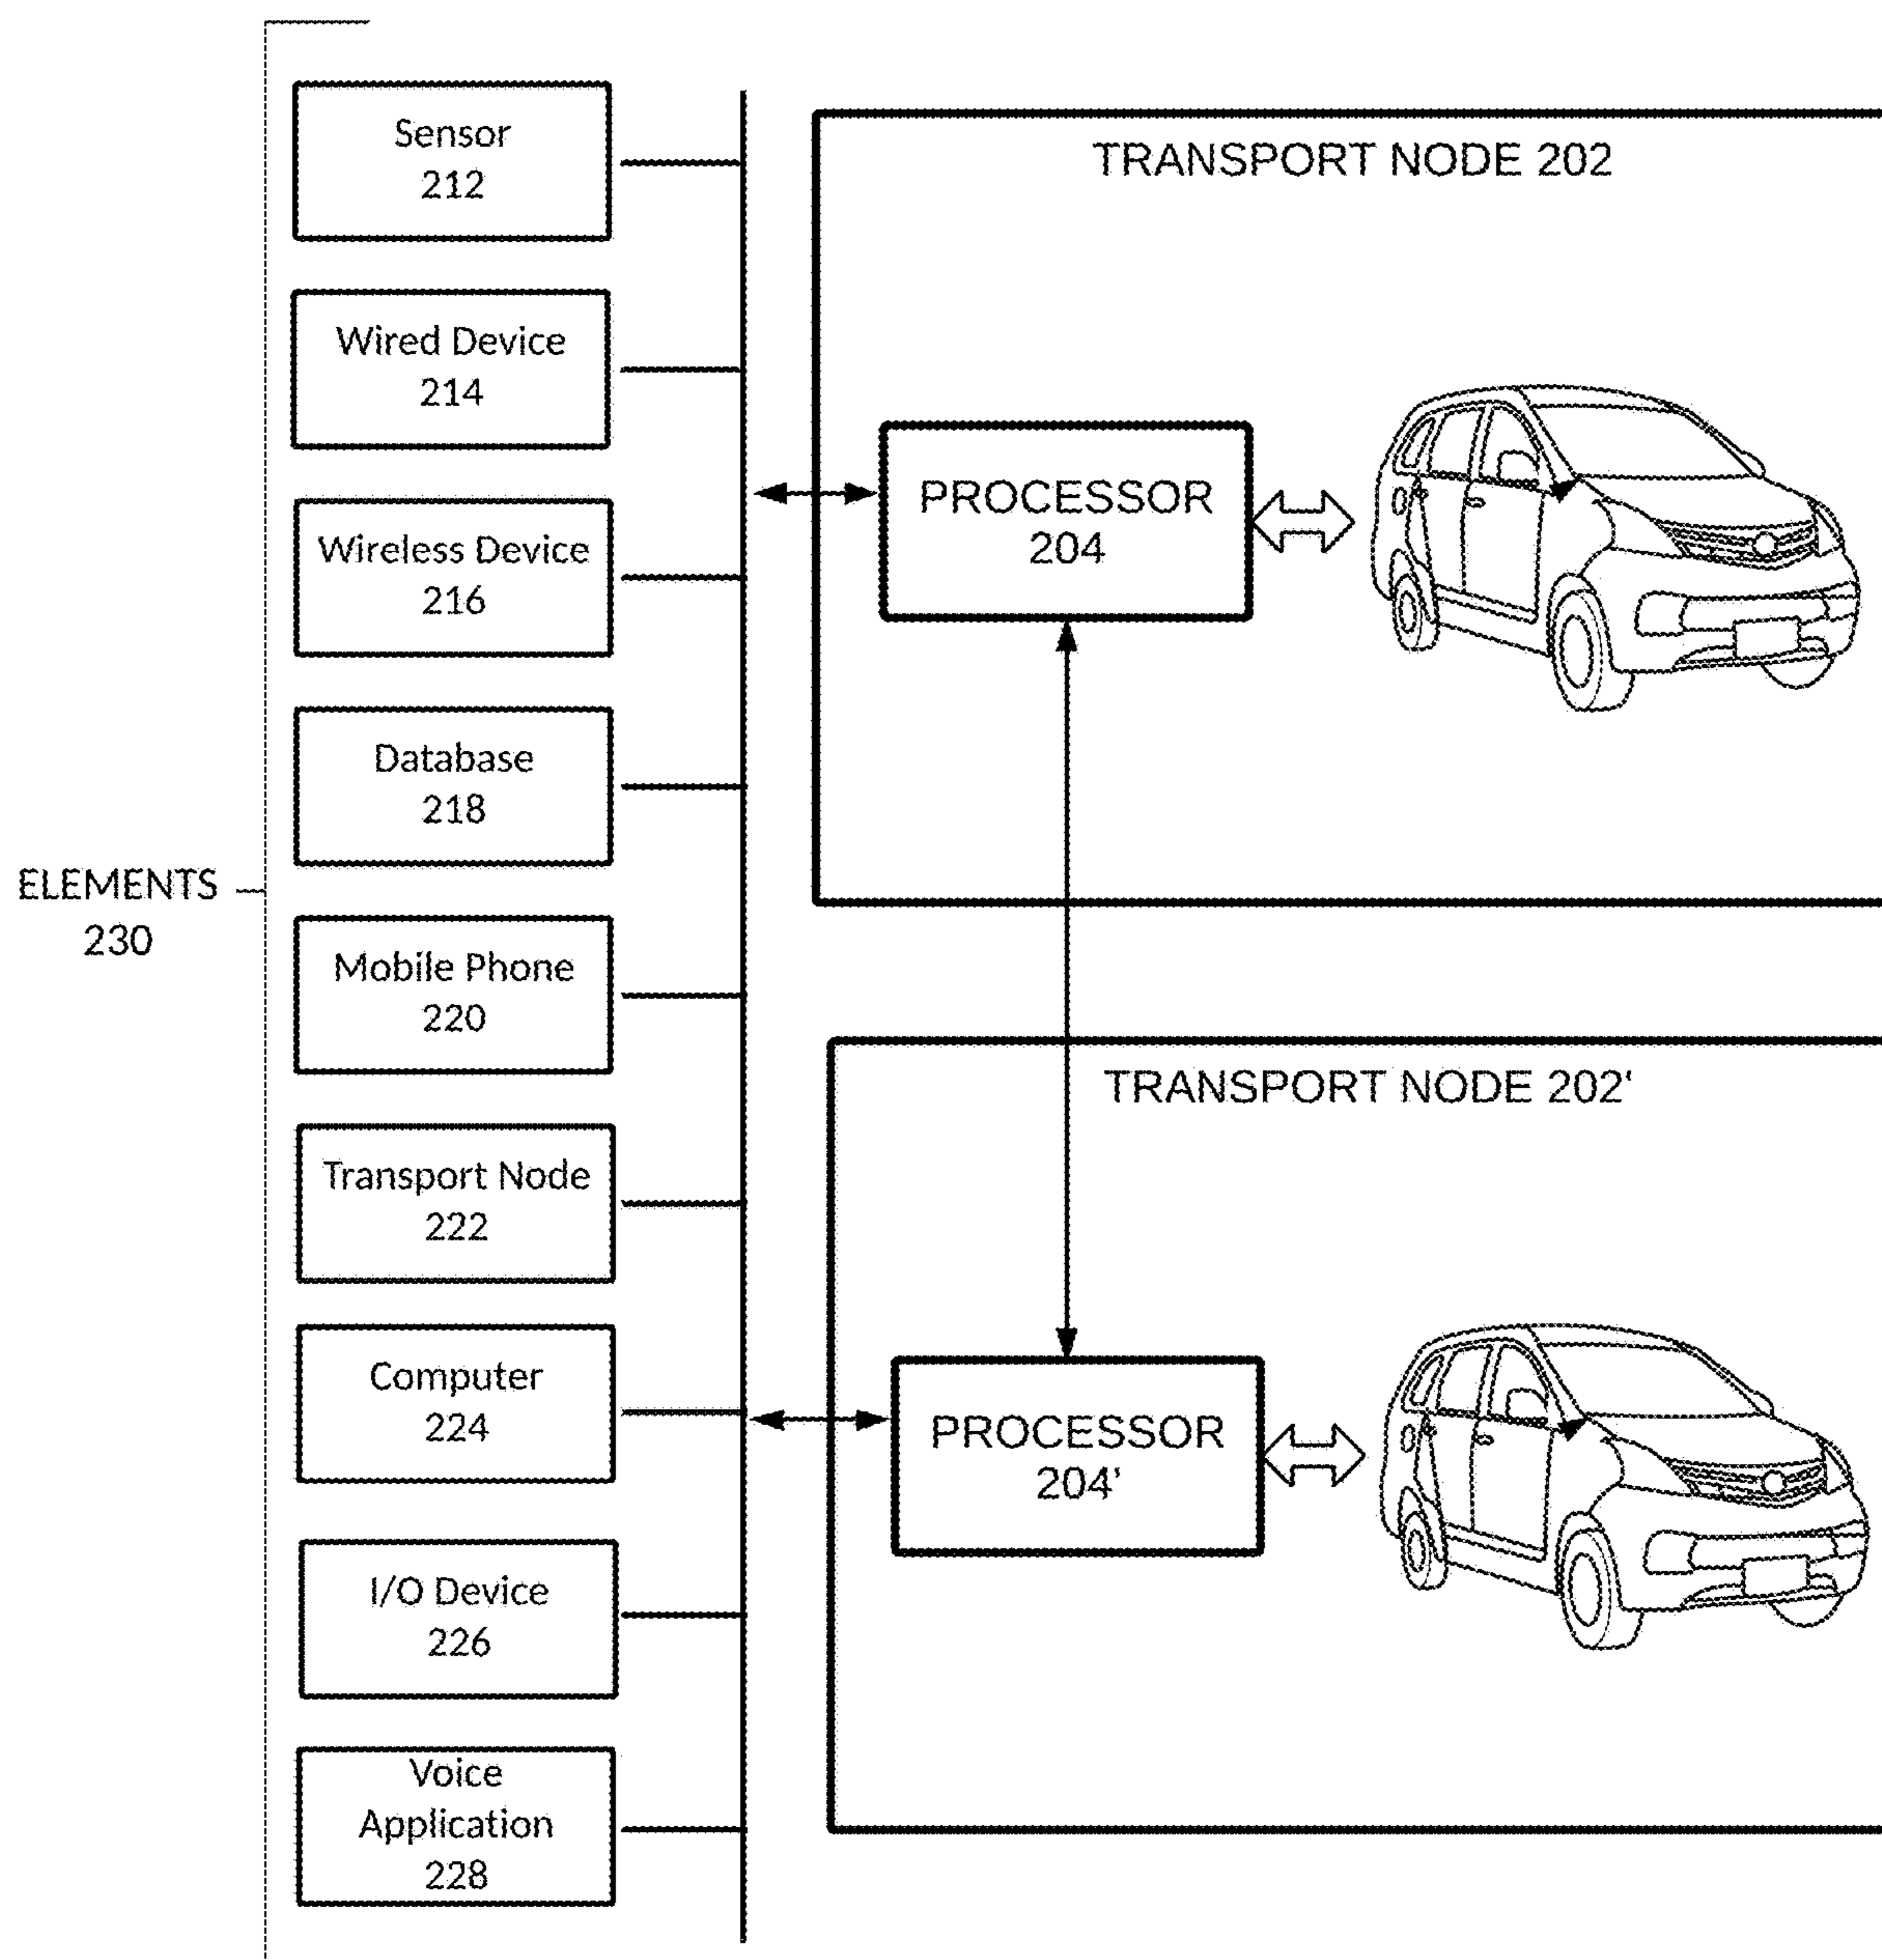 ELEMENTS
230
Sensor
212
Wired Device
214
Wireless Device
216
Database
218
Mobile Phone
220
Transport Node
222
Computer
224
I/O Device
226
Voice
Application
228
TRANSPORT NODE 202
PROCESSOR
204
TRANSPORT NODE 202'
PROCESSOR
204'